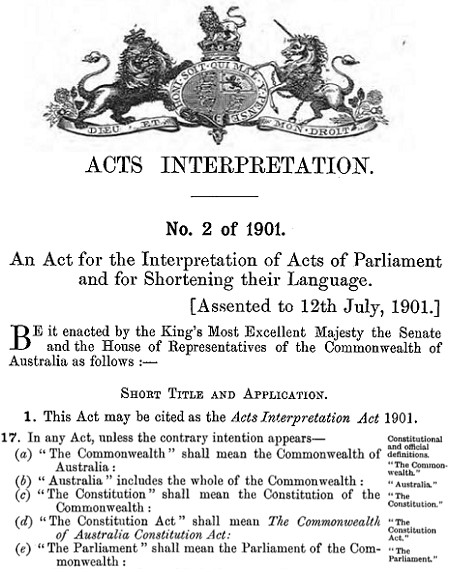 HONI·SOIT·QUI·MAL·Y·PENSE
DIEU ET MON DROIT
ACTS INTERPRETATION.
No. 2 of 1901.
An Act for the Interpretation of Acts of Parliament
and for Shortening their Language.
[Assented to 12th July, 1901.]
BE it enacted by the King's Most Excellent Majesty the Senate
and the House of Representatives of the Commonwealth of
Australia as follows :—
SHORT TITLE AND APPLICATION.
1. This Act may be cited as the Acts Interpretation Act 1901.
17. In any Act, unless the contrary intention appears—
(a) "The Commonwealth" shall mean the Commonwealth of
Australia :
(b) "Australia" includes the whole of the Commonwealth :
(c) "The Constitution" shall mean the Constitution of the
Commonwealth :
(d) "The Constitution Act" shall mean The Commonwealth
of Australia Constitution Act:
(e) "The Parliament" shall mean the Parliament of the Com-
monwealth :
Constitutional
and official
definitions.
"The Common-
wealth."
"Australia."
"The
Constitution."
"The
Constitution
Act."
"The
Parliament."